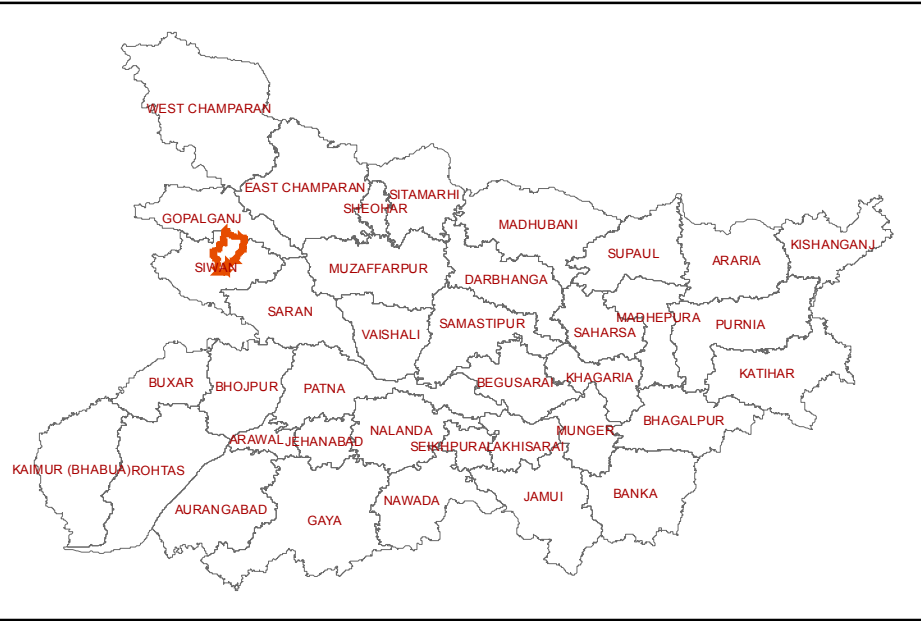 WEST CHAMPARAN
EAST CHAMPARAN
SITAMARHI
SHEOHAR
GOPALGANJ
MADHUBANI
KISHANGANJ
SUPAUL
ARARIA
SIWAN
MUZAFFARPUR
DARBHANGA
SARAN
MADHEPURA
SAMASTIPUR
PURNIA
VAISHALI
SAHARSA
KATIHAR
KHAGARIA
BUXAR
BHOJPUR
PATNA
BEGUSARAI
BHAGALPUR
NALANDA
MUNGER
ARAWAL
JEHANABAD
SEIKHPURA
LAKHISARAI
KAIMUR (BHABUA)
ROHTAS
BANKA
JAMUI
NAWADA
AURANGABAD
GAYA